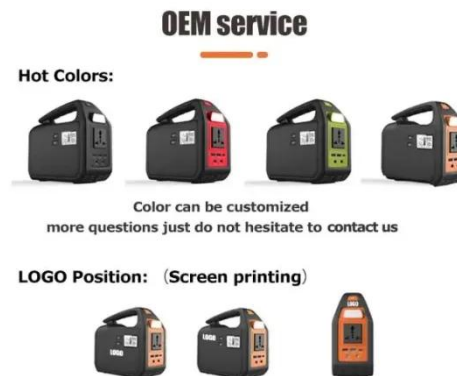 OEM service
Hot Colors:
Color can be customized
more questions just do not hesitate to contact us
LOGO Position: (Screen printing)
LOGO
LOGO
LOGO